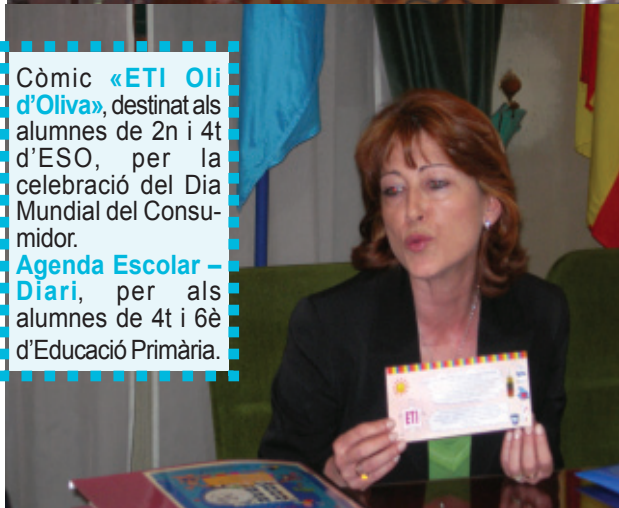 Còmic «ETI Oli
d'Oliva», destinat als
alumnes de 2n i 4t
d'ESO, per la
celebració del Dia
Mundial del Consu-
midor.
Agenda Escolar –
Diari, per als
alumnes de 4t i 6è
d'Educació Primària.
ETI